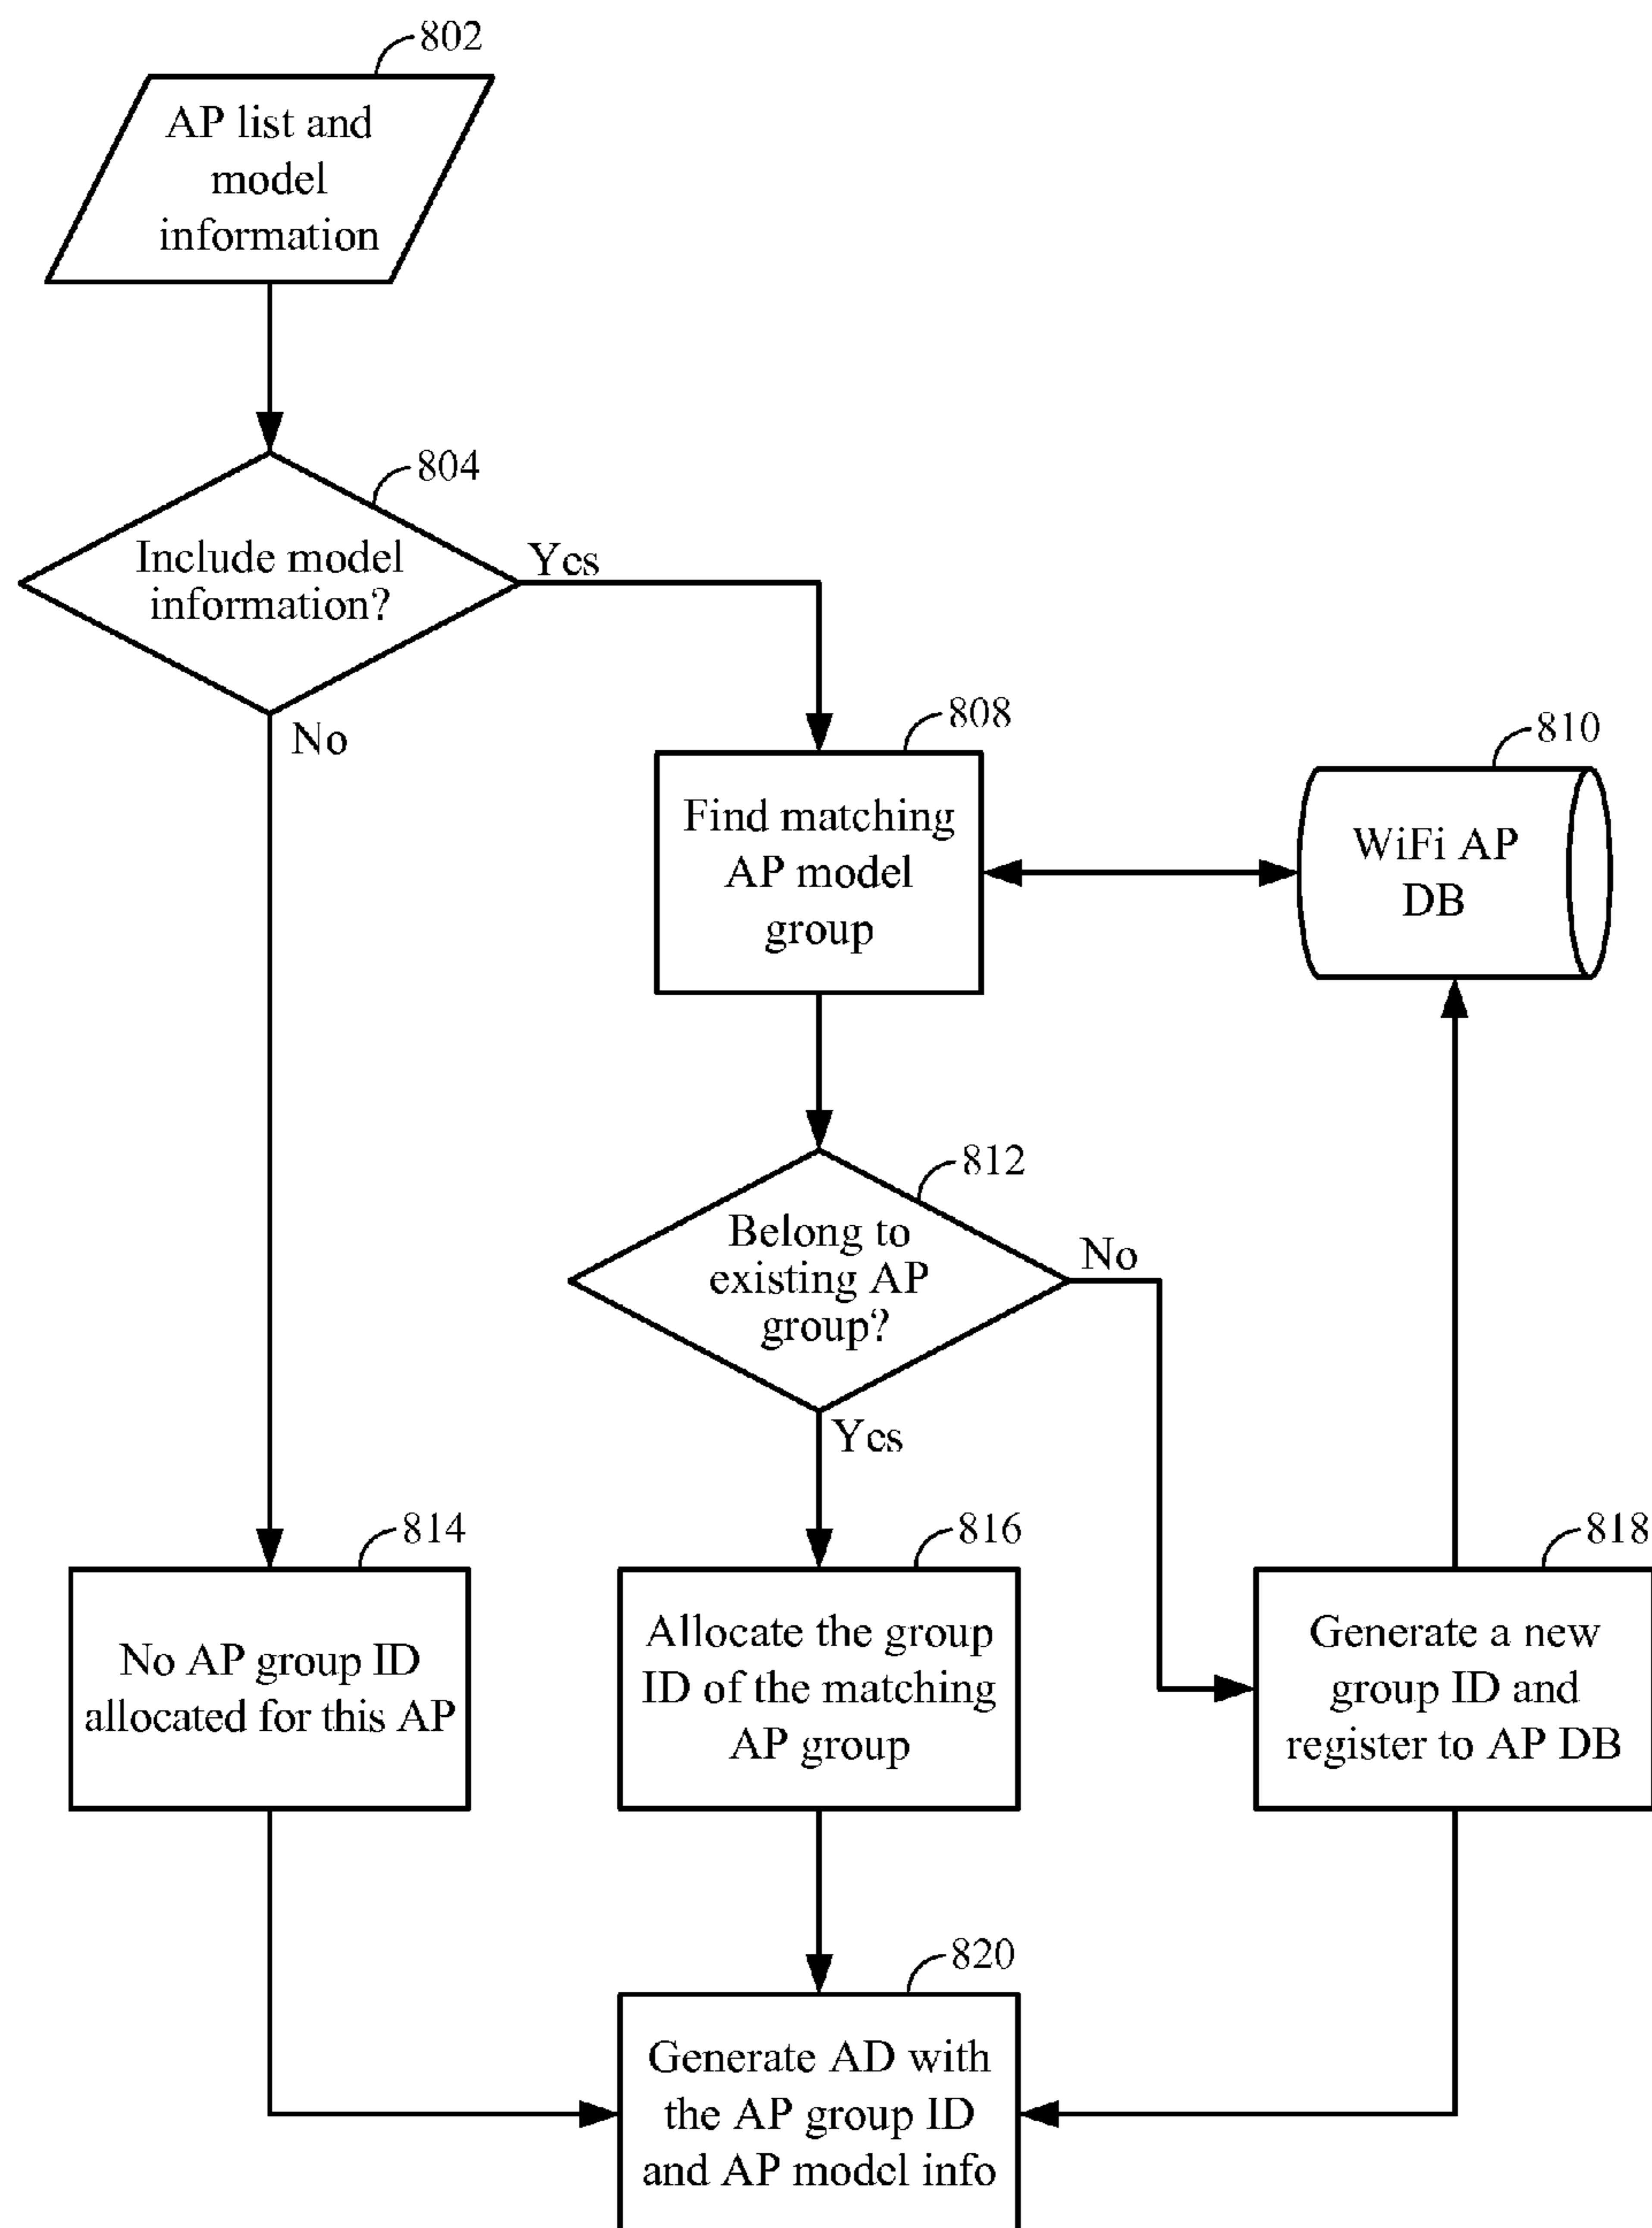 802
AP list and
model
information
804
Include model
information?
Yes
No
808
Find matching
AP model
group
810
WiFi AP
DB
812
Belong to
existing AP
group?
No
Yes
814
No AP group ID
allocated for this AP
816
Allocate the group
ID of the matching
AP group
818
Generate a new
group ID and
register to AP DB
820
Generate AD with
the AP group ID
and AP model info